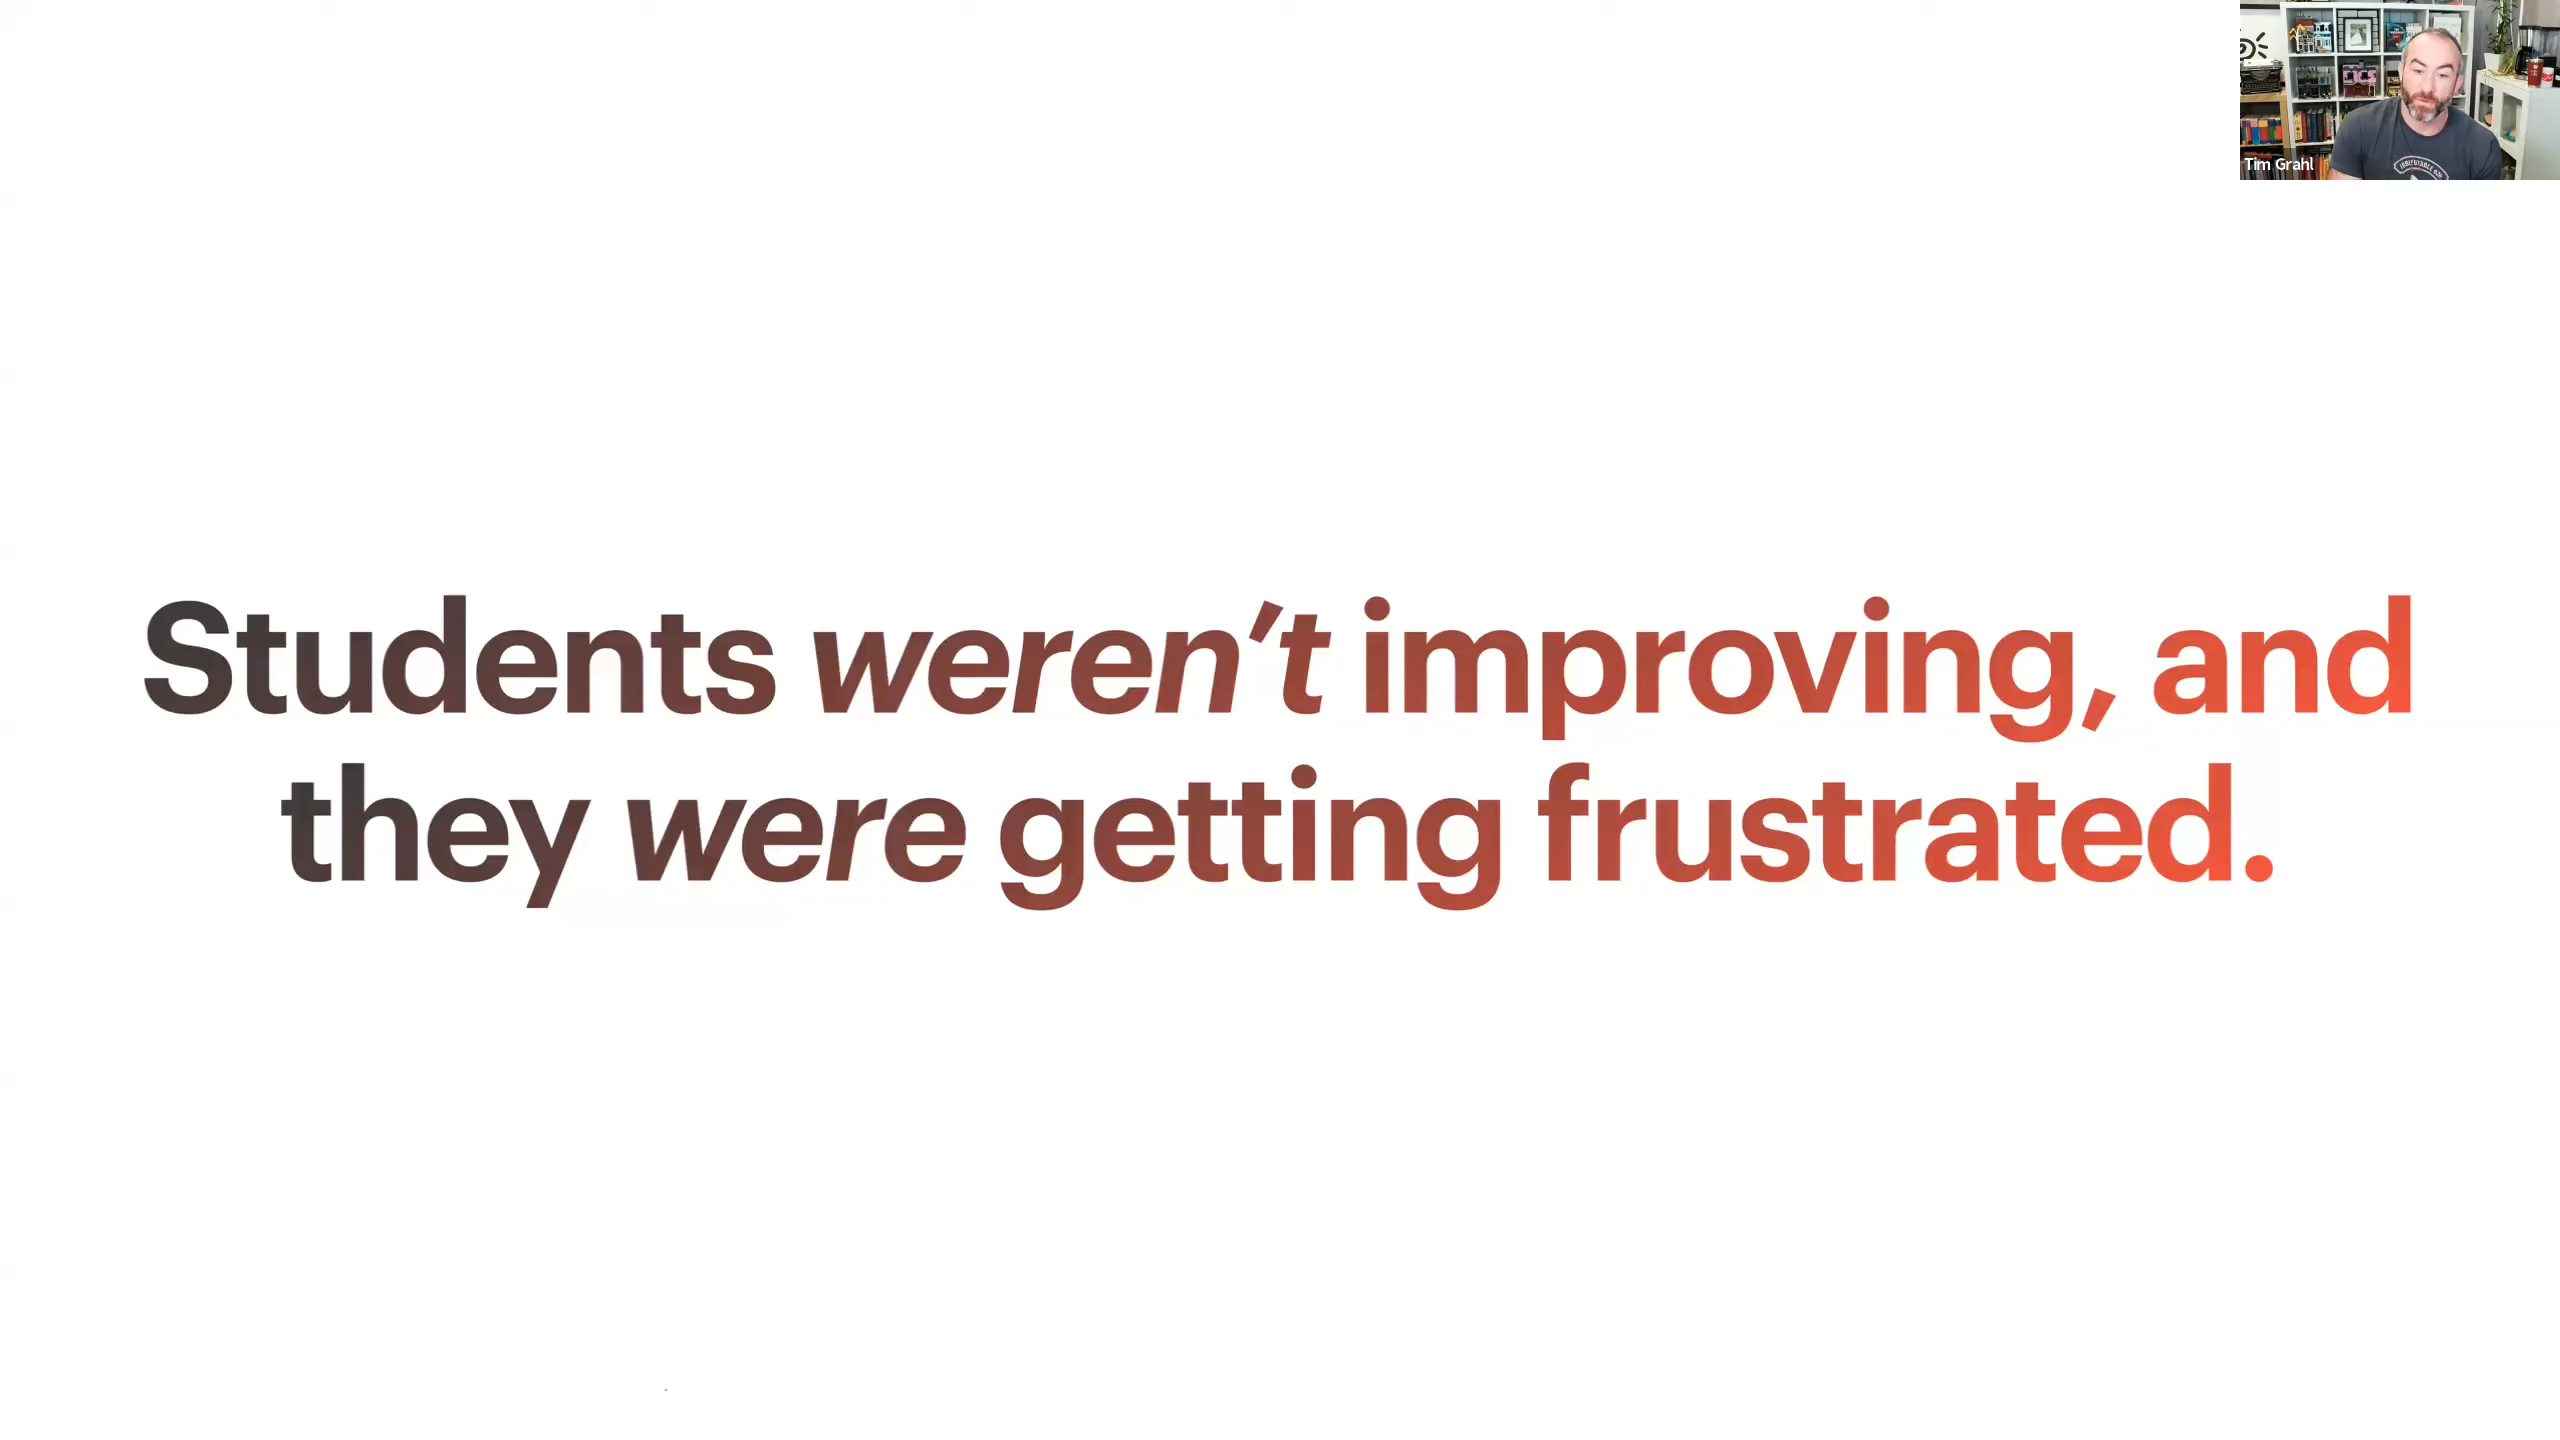 Tim Grahl
Students weren’t improving, and
they were getting frustrated.